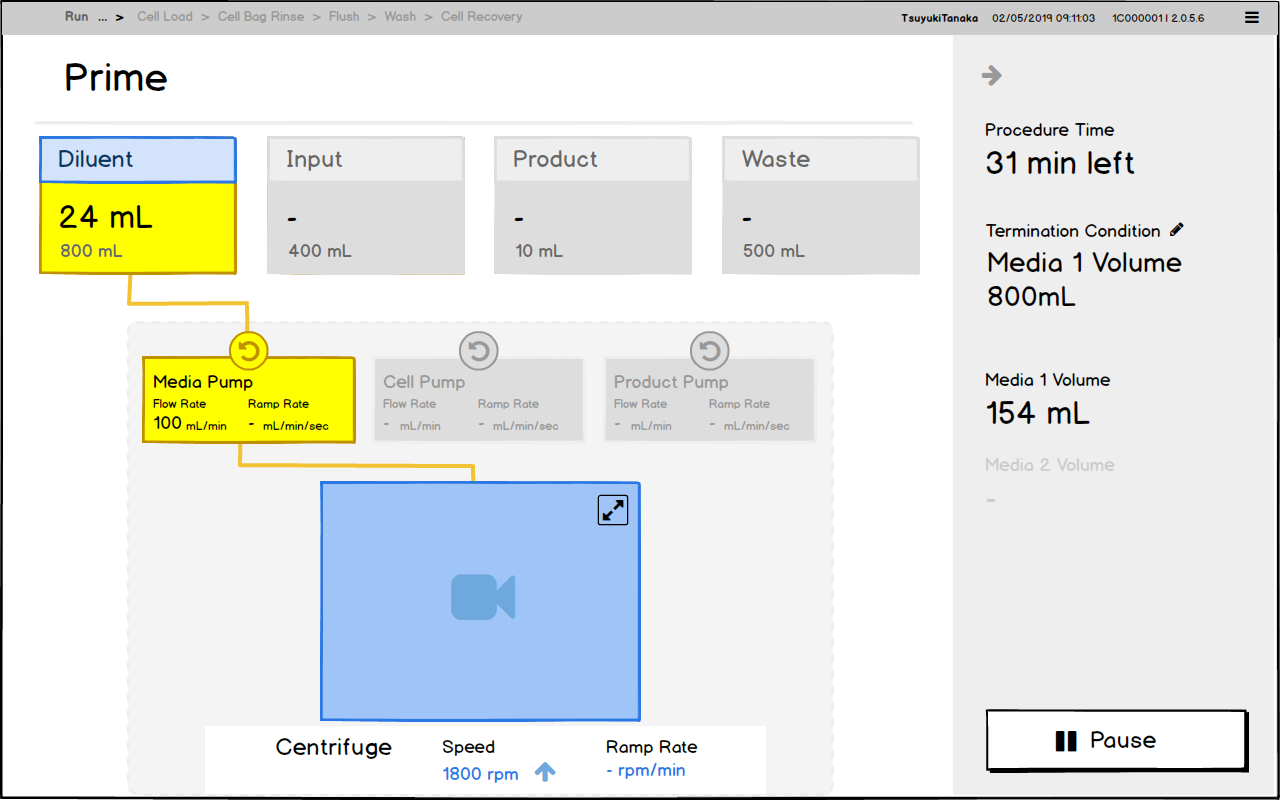 Run ... > Cell Load > Cell Bag Rinse > Flush > Wash > Cell Recovery
TsuyukiTanaka 02/05/2019 09:11:03 1C000001 | 2.0.5.6
Prime
Diluent
24 mL
800 mL
Input
-
400 mL
Product
-
10 mL
Waste
-
500 mL
Media Pump
Flow Rate Ramp Rate
100 mL/min - mL/min/sec
Cell Pump
Flow Rate Ramp Rate
- mL/min - mL/min/sec
Product Pump
Flow Rate Ramp Rate
- mL/min - mL/min/sec
Centrifuge
Speed
1800 rpm
Ramp Rate
- rpm/min
Procedure Time
31 min left
Termination Condition
Media 1 Volume
800mL
Media 1 Volume
154 mL
Media 2 Volume
-
Pause